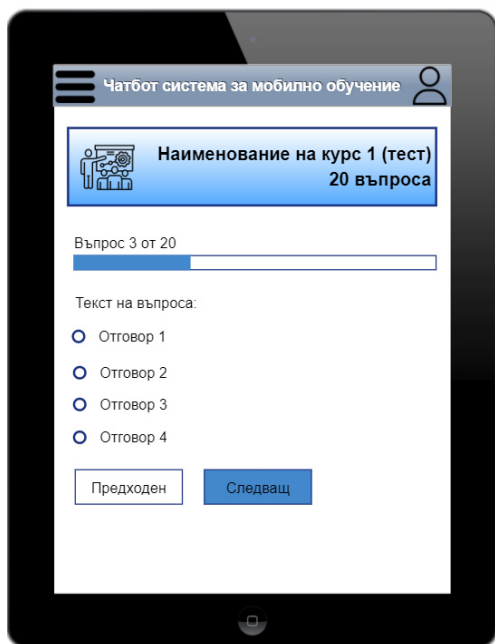 Чатбот система за мобилно обучение
Наименование на курс 1 (тест)
20 въпроса
Въпрос 3 от 20
Текст на въпроса:
Отговор 1
Отговор 2
Отговор 3
Отговор 4
Предходен
Следващ